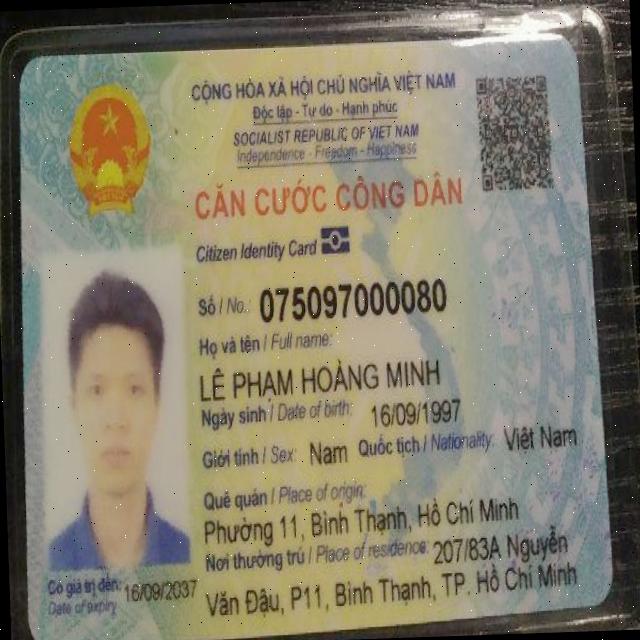 CỘNG HÒA XÃ HỘI CHỦ NGHĨA VIỆT NAM
Độc lập - Tự do - Hạnh phúc
SOCIALIST REPUBLIC OF VIET NAM
Independence - Freedom - Happiness
CĂN CƯỚC CÔNG DÂN
Citizen Identity Card
Số / No.: 075097000080
Họ và tên / Full name:
LÊ PHẠM HOÀNG MINH
Ngày sinh / Date of birth: 16/09/1997
Giới tính / Sex: Nam Quốc tịch / Nationality: Việt Nam
Quê quán / Place of origin:
Phường 11, Bình Thạnh, Hồ Chí Minh
Nơi thường trú / Place of residence: 207/83A Nguyễn
Văn Đậu, P11, Bình Thạnh, TP. Hồ Chí Minh
Có giá trị đến: 16/09/2037
Date of expiry